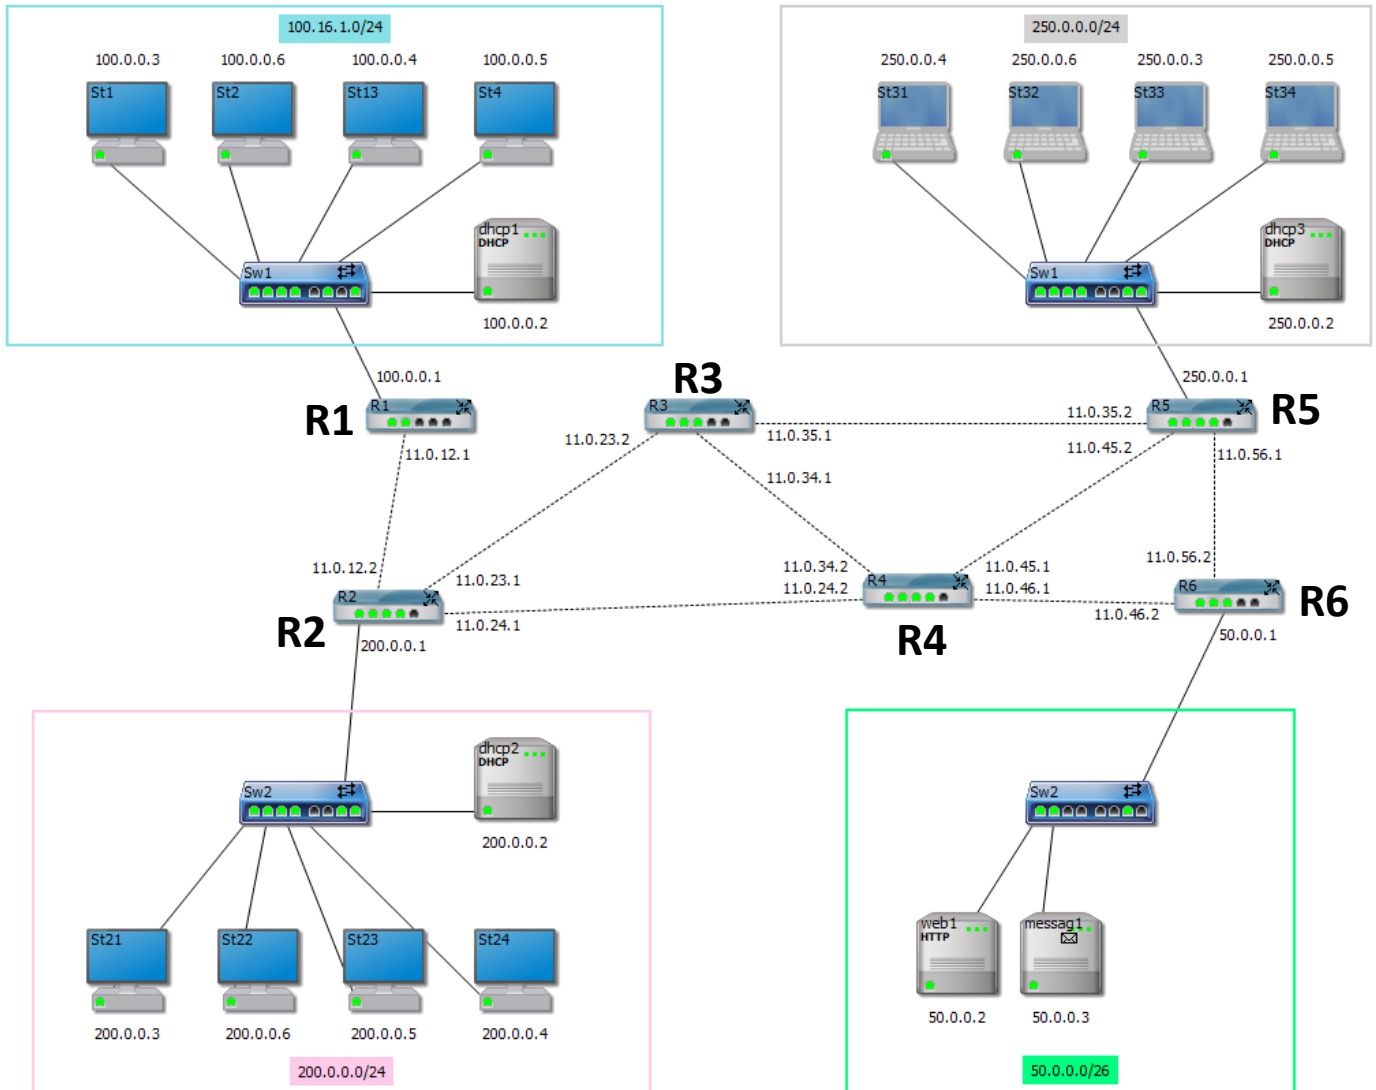 100.16.1.0/24
250.0.0.0/24
100.0.0.3 100.0.0.6 100.0.0.4 100.0.0.5
250.0.0.4 250.0.0.6 250.0.0.3 250.0.0.5
St1 St2 St13 St4
St31 St32 St33 St34
dhcp1
DHCP
dhcp3
DHCP
Sw1
Sw1
100.0.0.2
250.0.0.2
100.0.0.1
R3
250.0.0.1
R1
R1
R3
R5
R5
11.0.35.2
11.0.12.1
11.0.23.2
11.0.35.1
11.0.45.2
11.0.56.1
11.0.34.1
11.0.12.2
11.0.23.1
11.0.34.2
11.0.45.1
11.0.56.2
R2
11.0.24.2
R4
11.0.46.1
R6
R6
R2
11.0.24.1
200.0.0.1
R4
11.0.46.2
50.0.0.1
dhcp2
DHCP
Sw2
Sw2
200.0.0.2
St21 St22 St23 St24
web1
HTTP
messag1
200.0.0.3 200.0.0.6 200.0.0.5 200.0.0.4
50.0.0.2 50.0.0.3
200.0.0.0/24
50.0.0.0/26